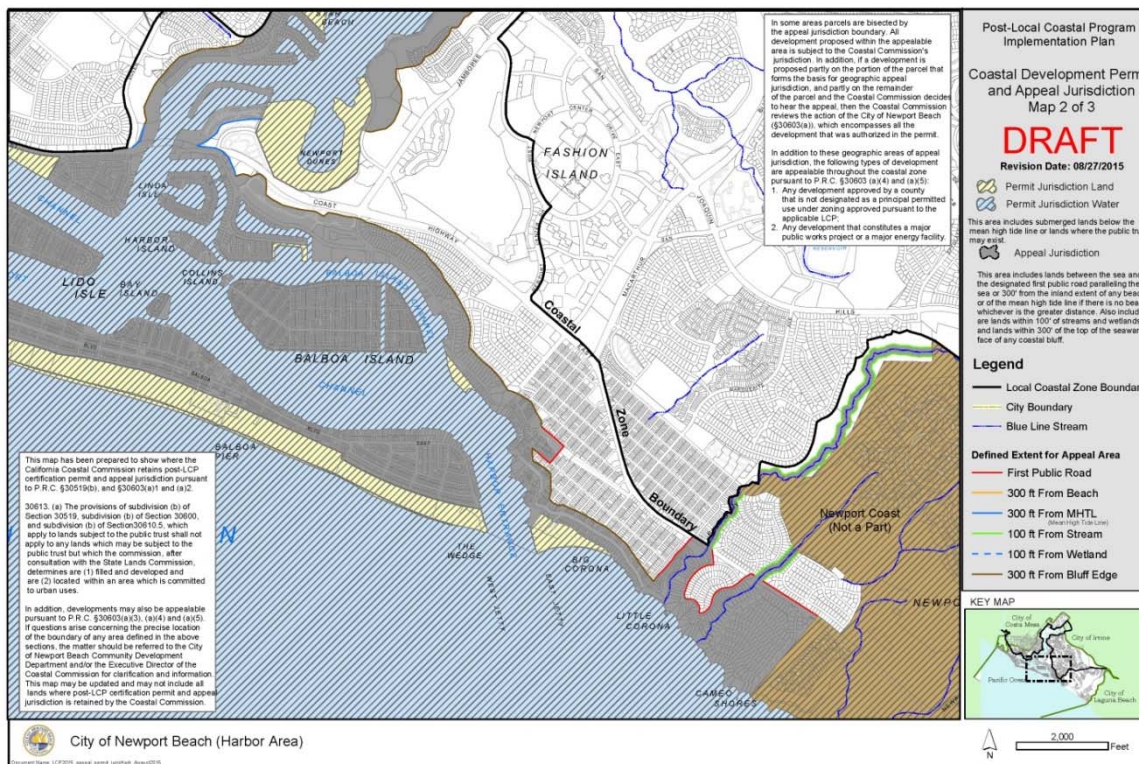 In some areas parcels are bisected by
the appeal jurisdiction boundary. All
development proposed within the appealable
area is subject to the Coastal Commission's
jurisdiction. In addition, if a development is
proposed partly on the portion of the parcel that
forms the basis for geographic appeal
jurisdiction, and partly on the remainder
of the parcel and the Coastal Commission decides
to hear the appeal, then the Coastal Commission
reviews the action of the City of Newport Beach
(§30603(a)), which encompasses all the
development that was authorized in the permit.
In addition to these geographic areas of appeal
jurisdiction, the following types of development
are appealable throughout the coastal zone
pursuant to P.R.C. §30603 (a)(4) and (a)(5):
1. Any development approved by a county
that is not designated as a principal permitted
use under zoning approved pursuant to the
applicable LCP;
2. Any development that constitutes a major
public works project or a major energy facility.
Post-Local Coastal Program
Implementation Plan
Coastal Development Perm
and Appeal Jurisdiction
Map 2 of 3
DRAFT
Revision Date: 08/27/2015
Permit Jurisdiction Land
Permit Jurisdiction Water
This area includes submerged lands below the
mean high tide line or lands where the public tru
may exist.
Appeal Jurisdiction
This area includes lands between the sea and
the designated first public road paralleling the
sea or 300' from the inland extent of any beac
or of the mean high tide line if there is no bea
whichever is the greater distance. Also includ
are lands within 100' of streams and wetlands
and lands within 300' of the top of the seawar
face of any coastal bluff.
Legend
Local Coastal Zone Boundar
City Boundary
Blue Line Stream
Defined Extent for Appeal Area
First Public Road
300 ft From Beach
300 ft From MHTL
(Mean High Tide Line)
100 ft From Stream
100 ft From Wetland
300 ft From Bluff Edge
KEY MAP
City of
Costa Mesa
City of Irvine
Pacific Ocean
City of
Laguna Beach
N
2,000
Feet
BEACH
JAMBOREE
NEWPORT
CENTER
SAN
NEWPORT
DUNES
FASHION
ISLAND
LINDA
ISLE
COAST
HIGHWAY
JOAQUIN
RESERVOIR
MACARTHUR
SAN
HILLS
CHANNEL
HARBOR
ISLAND
COLLINS
ISLAND
LIDO
ISLE
BAY
ISLAND
BALBOA ISLAND
CHANNEL
Coastal
Zone
Boundary
BLVD
BALBOA
BLVD
BALBOA
PIER
HARBOR ENTRANCE
THE
WEDGE
WEST JETTY
EAST JETTY
BIG
CORONA
LITTLE
CORONA
CAMEO
SHORES
Newport Coast
(Not a Part)
NEWPO
This map has been prepared to show where the
California Coastal Commission retains post-LCP
certification permit and appeal jurisdiction pursuant
to P.R.C. §30519(b), and §30603(a)1 and (a)2.
30613. (a) The provisions of subdivision (b) of
Section 30519, subdivision (b) of Section 30600,
and subdivision (b) of Section30610.5, which
apply to lands subject to the public trust shall not
apply to any lands which may be subject to the
public trust but which the commission, after
consultation with the State Lands Commission,
determines are (1) filled and developed and
are (2) located within an area which is committed
to urban uses.
In addition, developments may also be appealable
pursuant to P.R.C. §30603(a)(3), (a)(4) and (a)(5).
If questions arise concerning the precise location
of the boundary of any area defined in the above
sections, the matter should be referred to the City
of Newport Beach Community Development
Department and/or the Executive Director of the
Coastal Commission for clarification and information.
This map may be updated and may not include all
lands where post-LCP certification permit and appeal
jurisdiction is retained by the Coastal Commission.
City of Newport Beach (Harbor Area)